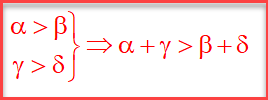 α > β
γ > δ } ⇒ α + γ > β + δ